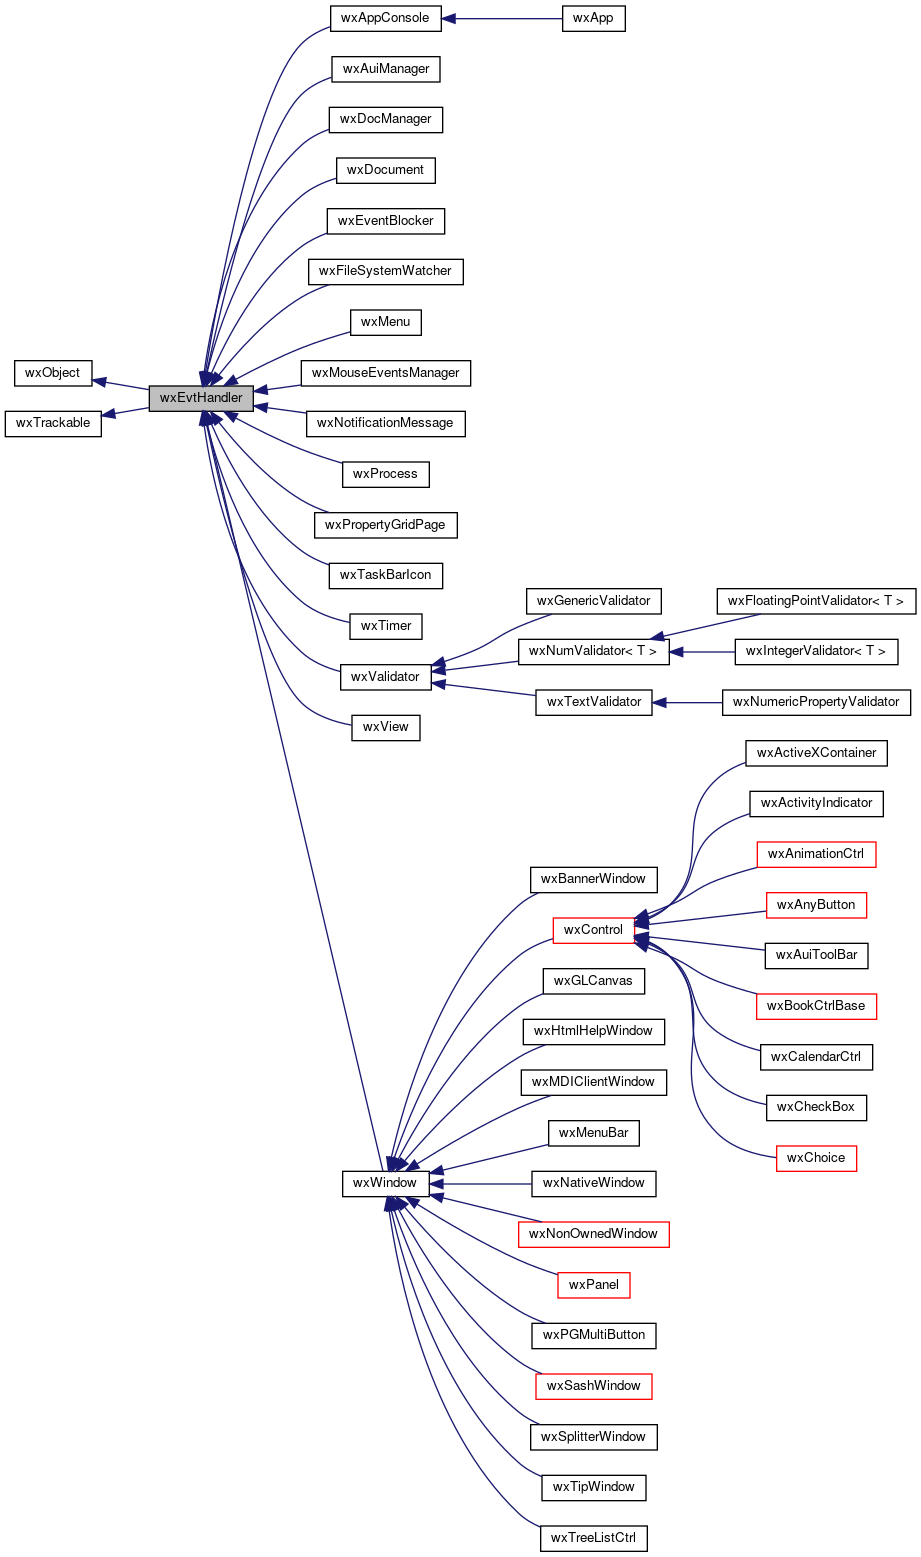 wxAppConsole
wxApp
wxAuiManager
wxDocManager
wxDocument
wxEventBlocker
wxFileSystemWatcher
wxMenu
wxObject
wxMouseEventsManager
wxEvtHandler
wxTrackable
wxNotificationMessage
wxProcess
wxPropertyGridPage
wxTaskBarIcon
wxGenericValidator
wxFloatingPointValidator< T >
wxTimer
wxNumValidator< T >
wxIntegerValidator< T >
wxValidator
wxTextValidator
wxNumericPropertyValidator
wxView
wxActiveXContainer
wxActivityIndicator
wxAnimationCtrl
wxBannerWindow
wxAnyButton
wxControl
wxAuiToolBar
wxGLCanvas
wxBookCtrlBase
wxHtmlHelpWindow
wxCalendarCtrl
wxMDIClientWindow
wxCheckBox
wxMenuBar
wxChoice
wxWindow
wxNativeWindow
wxNonOwnedWindow
wxPanel
wxPGMultiButton
wxSashWindow
wxSplitterWindow
wxTipWindow
wxTreeListCtrl